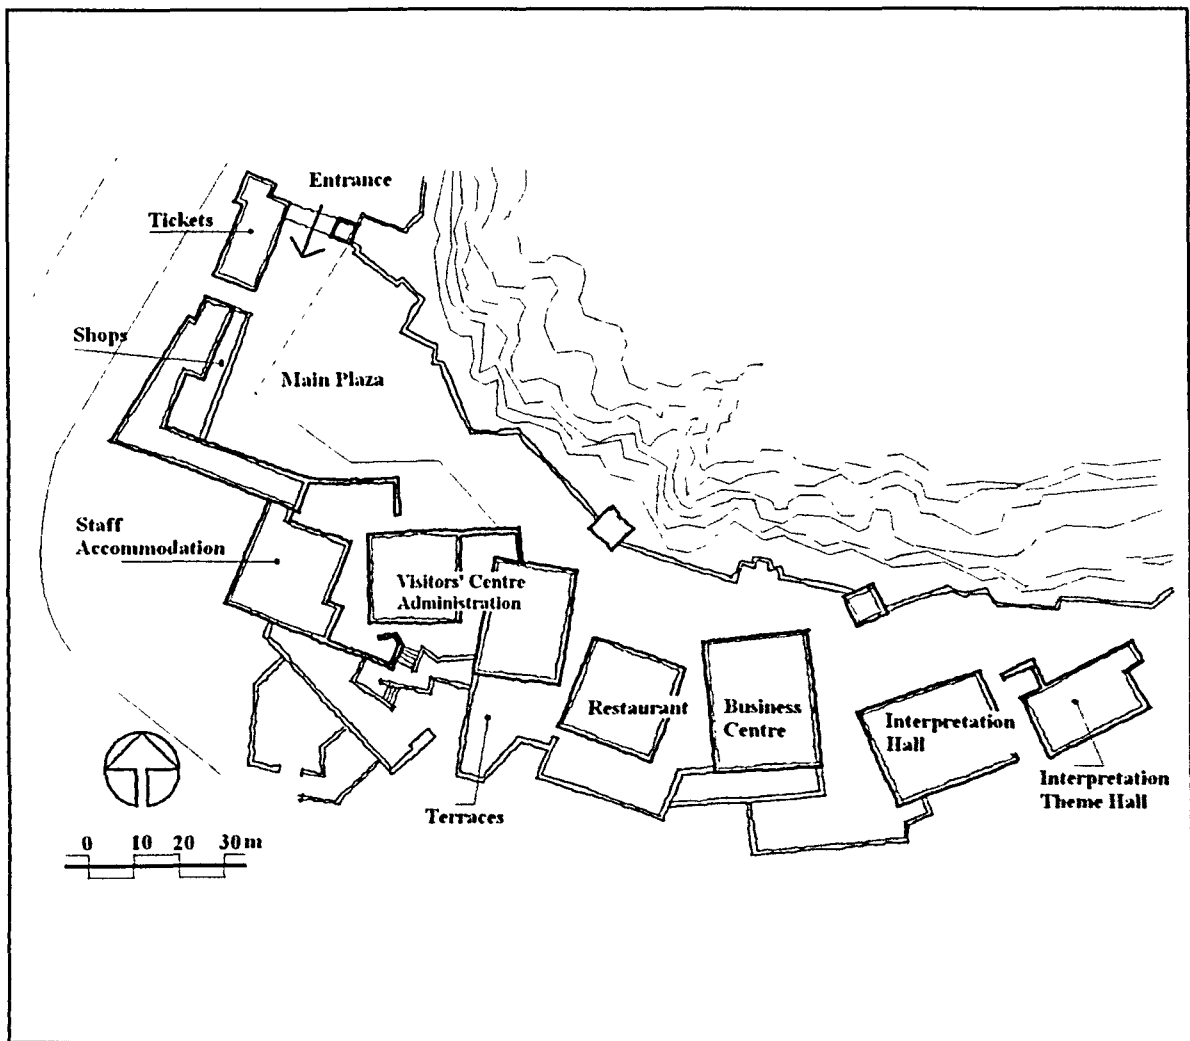 Entrance
Tickets
Shops
Main Plaza
Staff
Accommodation
Visitors' Centre
Administration
Restaurant
Business
Centre
Interpretation
Hall
Interpretation
Theme Hall
Terraces
0 10 20 30 m